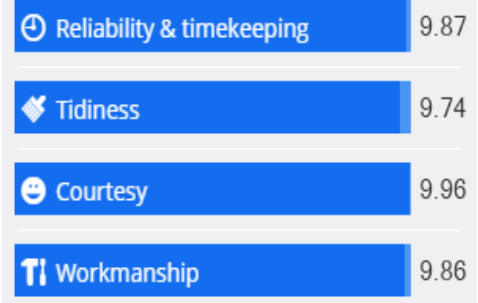 Reliability & timekeeping 9.87
Tidiness 9.74
Courtesy 9.96
Workmanship 9.86